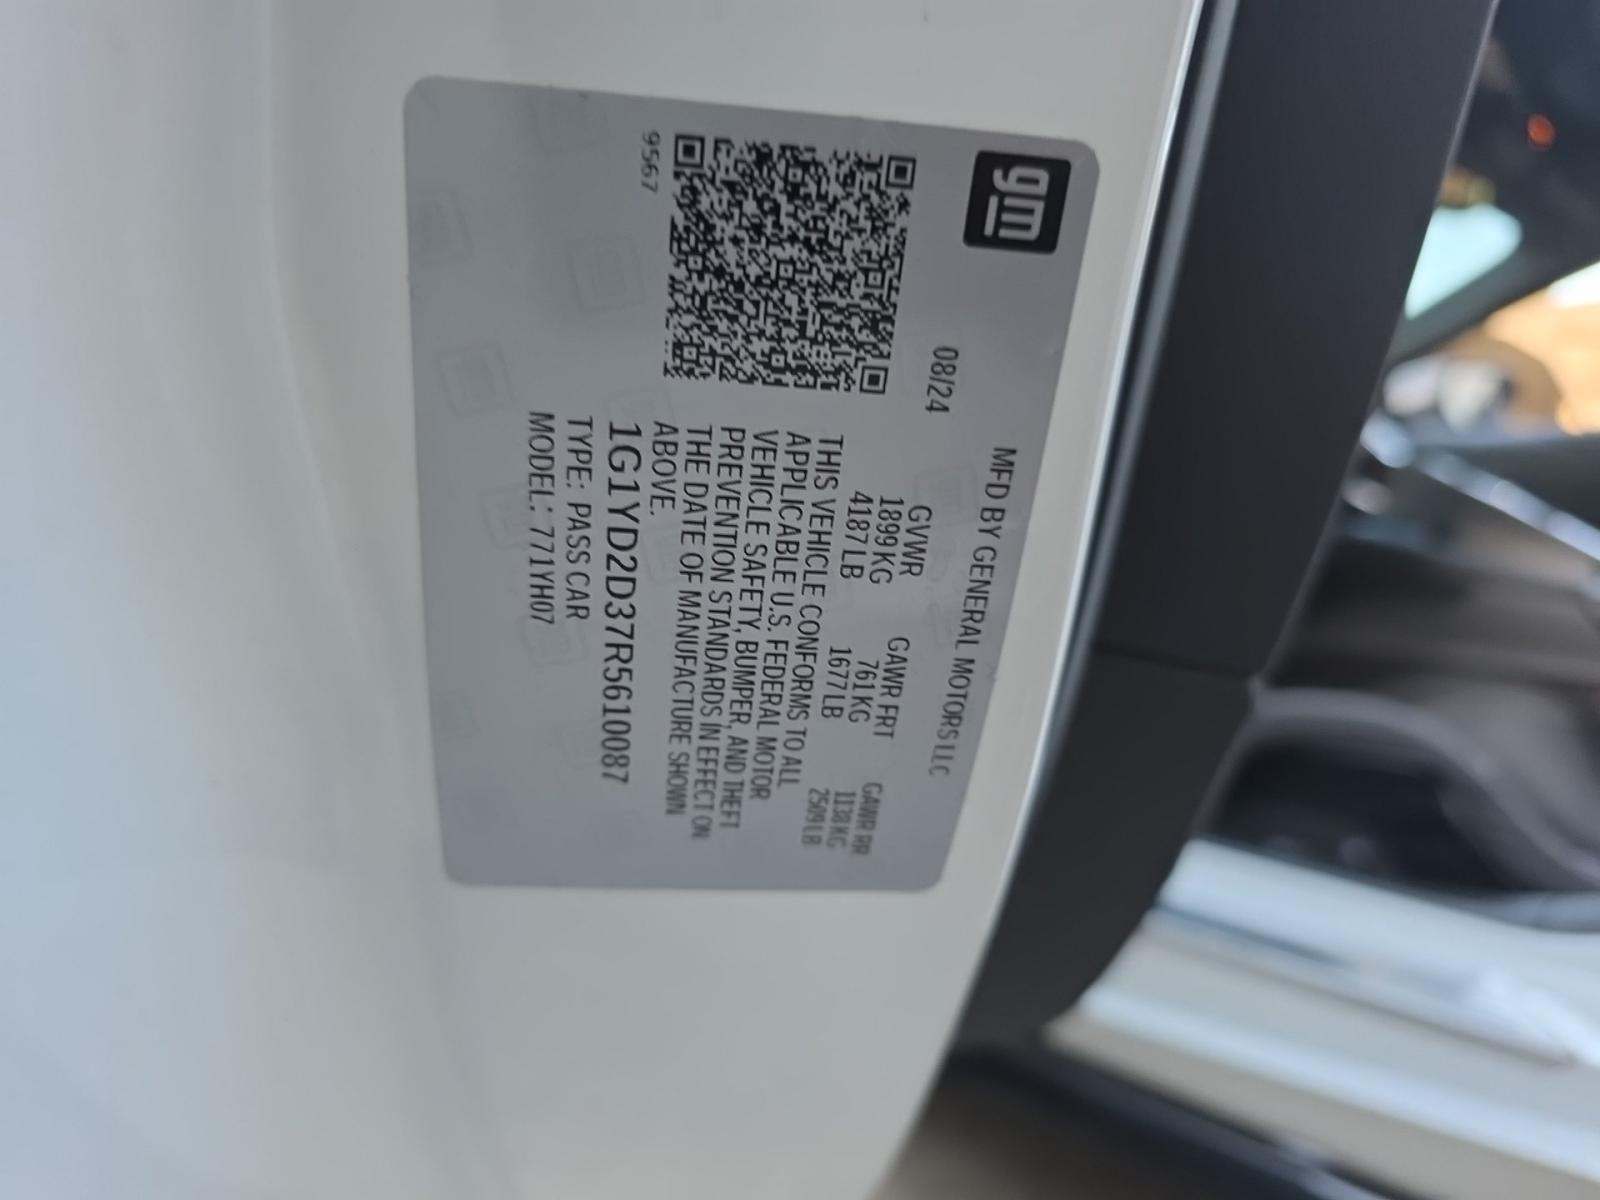 gm
MFD BY GENERAL MOTORS LLC
08/24
GVWR GAWR FRT GAWR RR
1899 KG 761 KG 1138 KG
4187 LB 1677 LB 2509 LB
THIS VEHICLE CONFORMS TO ALL
APPLICABLE U.S. FEDERAL MOTOR
VEHICLE SAFETY, BUMPER, AND THEFT
PREVENTION STANDARDS IN EFFECT ON
THE DATE OF MANUFACTURE SHOWN
ABOVE.
9567
1G1YD2D37R5610087
TYPE: PASS CAR
MODEL: 771YH07